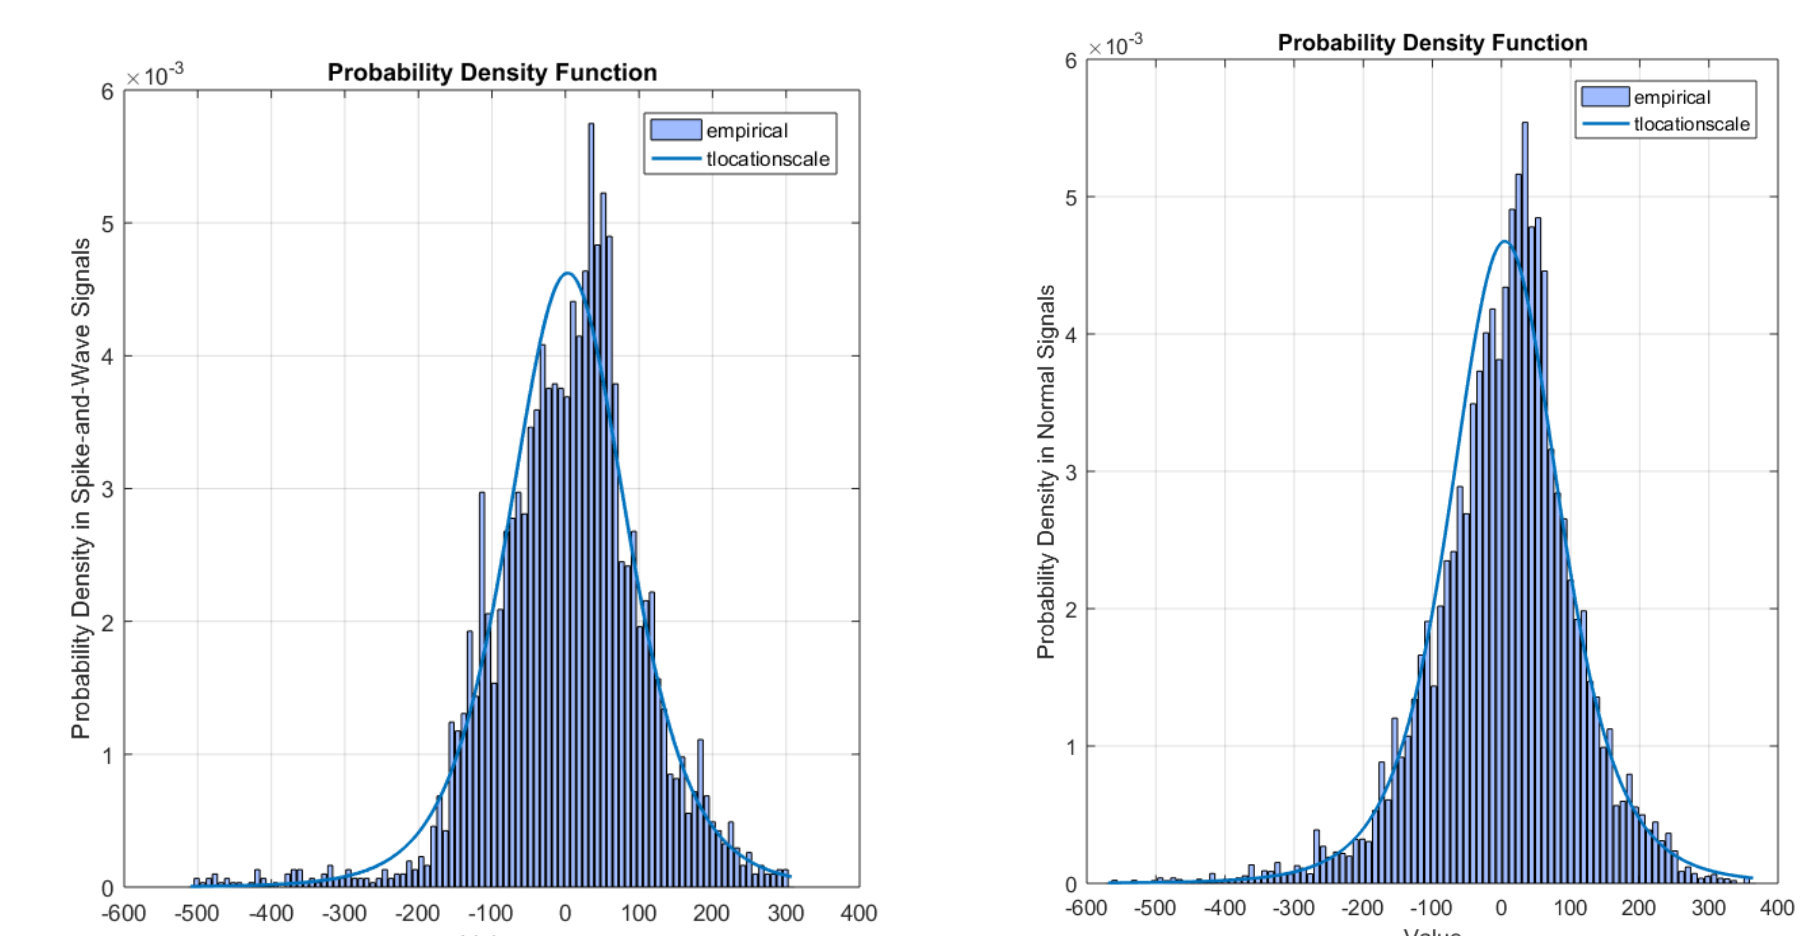 ×10-3
Probability Density Function
6
5
4
3
2
1
0
Probability Density in Spike-and-Wave Signals
empirical
tlocationscale
-600 -500 -400 -300 -200 -100 0 100 200 300 400
×10-3
Probability Density Function
6
5
4
3
2
1
0
Probability Density in Normal Signals
empirical
tlocationscale
-600 -500 -400 -300 -200 -100 0 100 200 300 400
Value